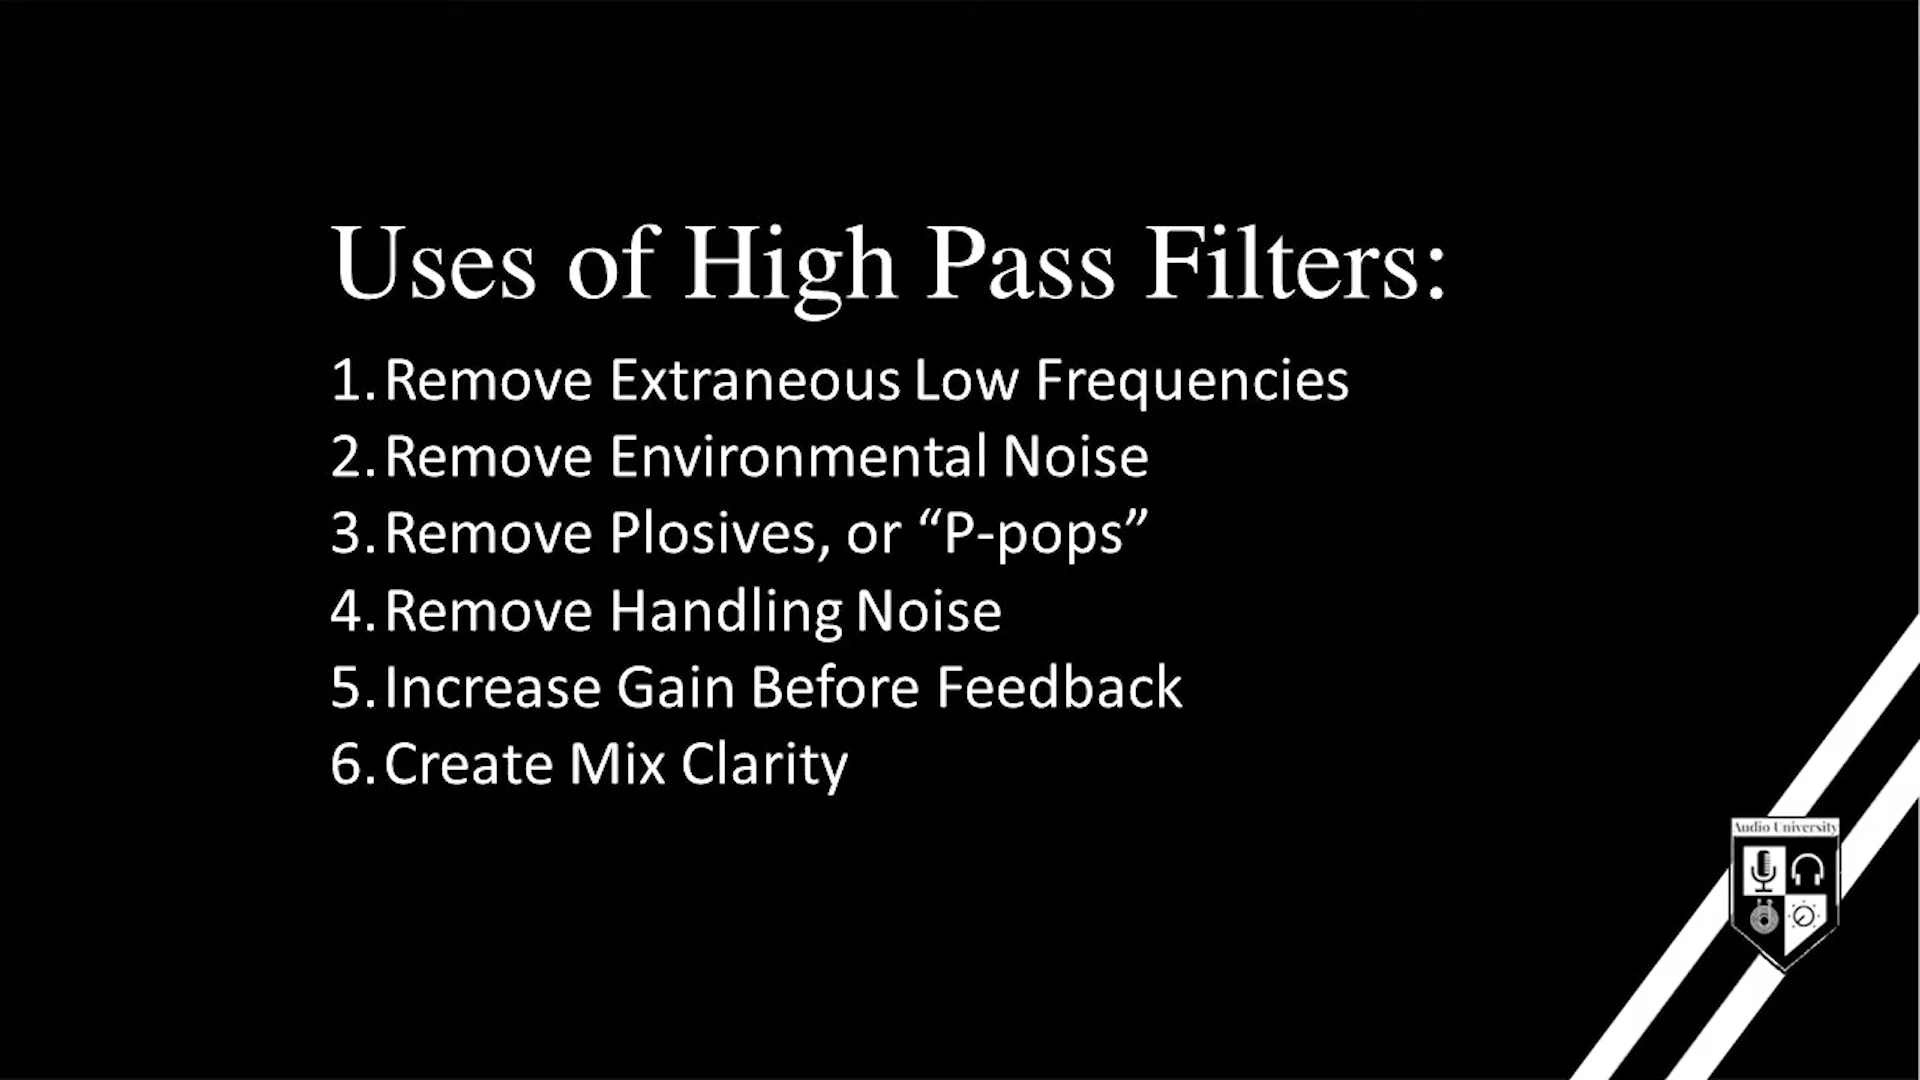 Uses of High Pass Filters:
1. Remove Extraneous Low Frequencies
2. Remove Environmental Noise
3. Remove Plosives, or “P-pops”
4. Remove Handling Noise
5. Increase Gain Before Feedback
6. Create Mix Clarity
Audio University